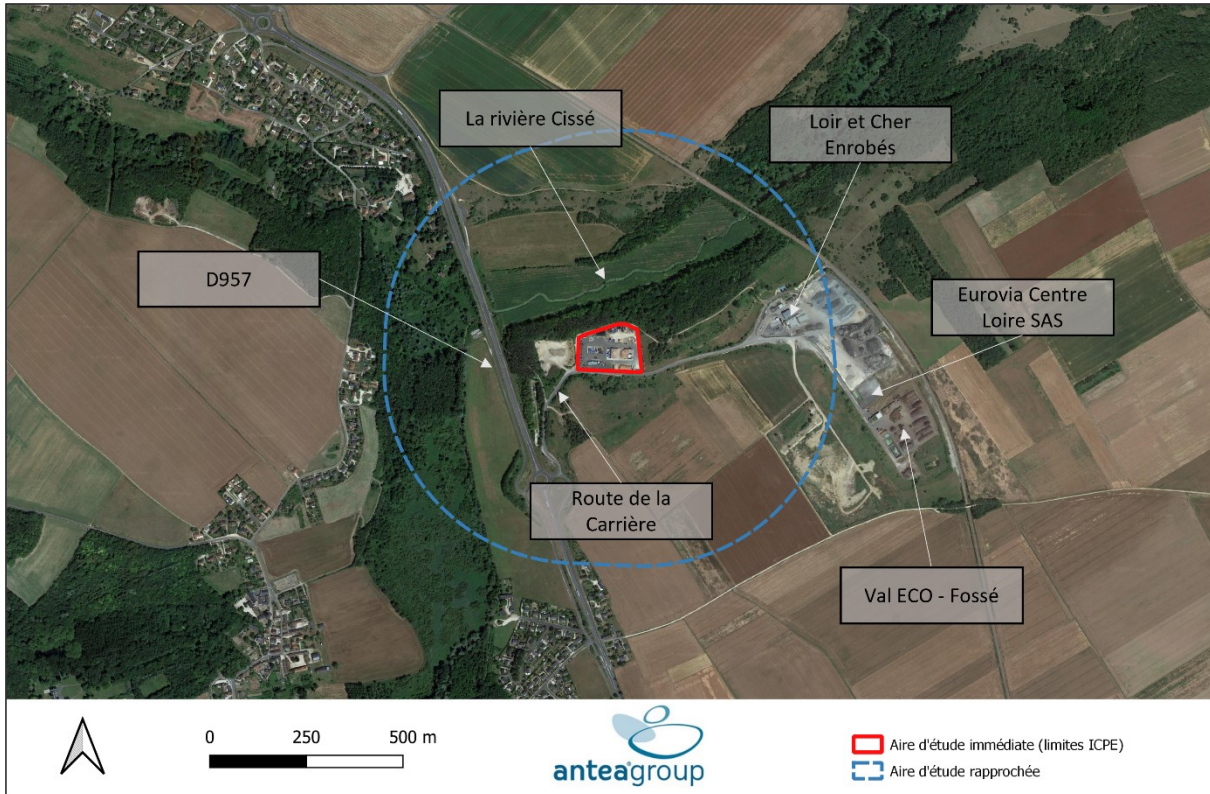 La rivière Cissé
Loir et Cher
Enrobés
D957
Eurovia Centre
Loire SAS
Route de la
Carrière
Val ECO - Fossé
0 250 500 m
anteagroup
Aire d'étude immédiate (limites ICPE)
Aire d'étude rapprochée